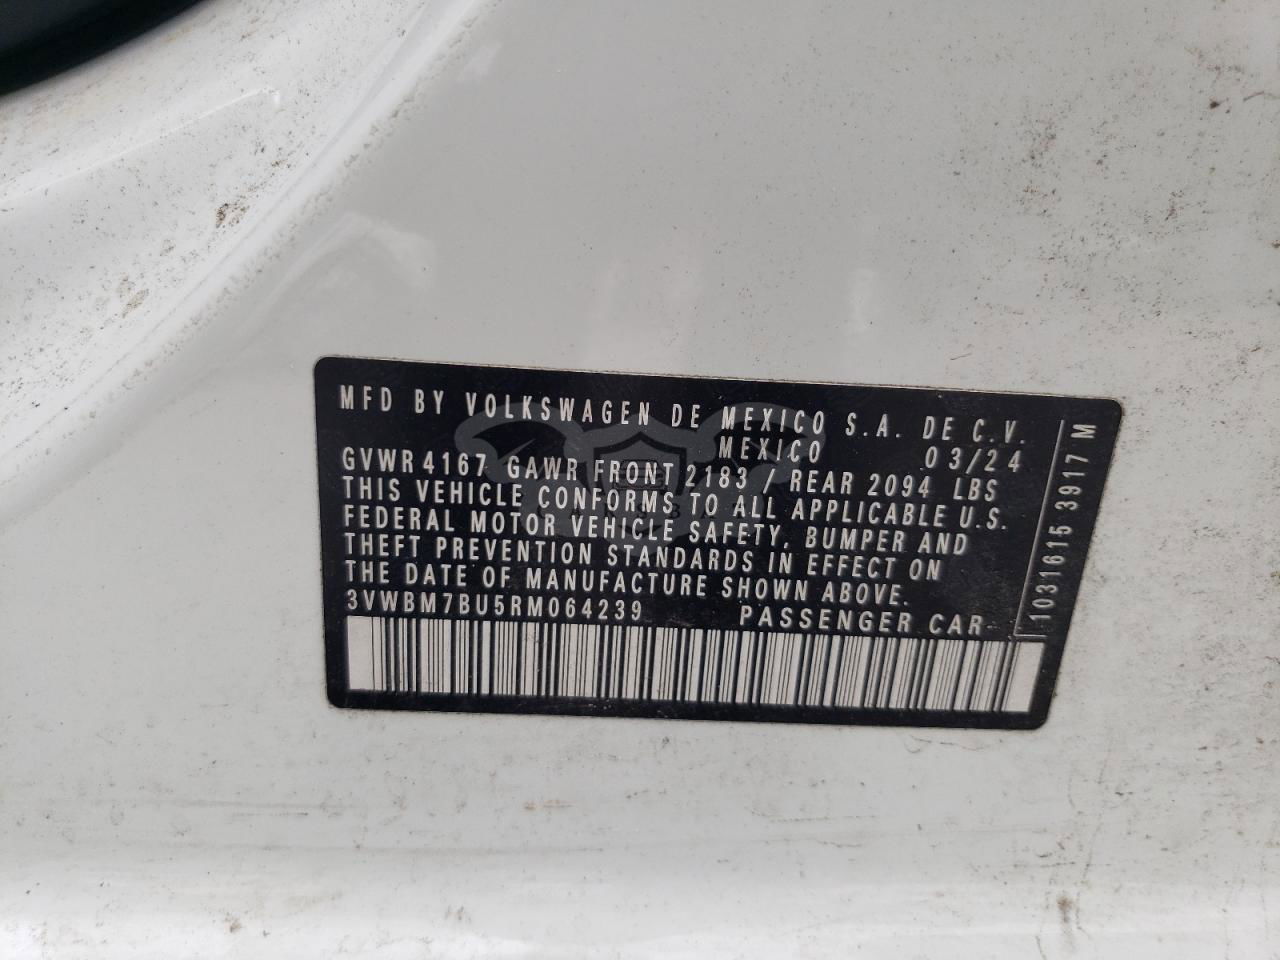 MFD BY VOLKSWAGEN DE MEXICO S.A. DE C.V.
MEXICO 03/24
GVWR 4167 GAWR FRONT 2183 / REAR 2094 LBS
THIS VEHICLE CONFORMS TO ALL APPLICABLE U.S.
FEDERAL MOTOR VEHICLE SAFETY, BUMPER AND
THEFT PREVENTION STANDARDS IN EFFECT ON
THE DATE OF MANUFACTURE SHOWN ABOVE.
3VWBM7BU5RM064239 PASSENGER CAR
1031615 3917 M